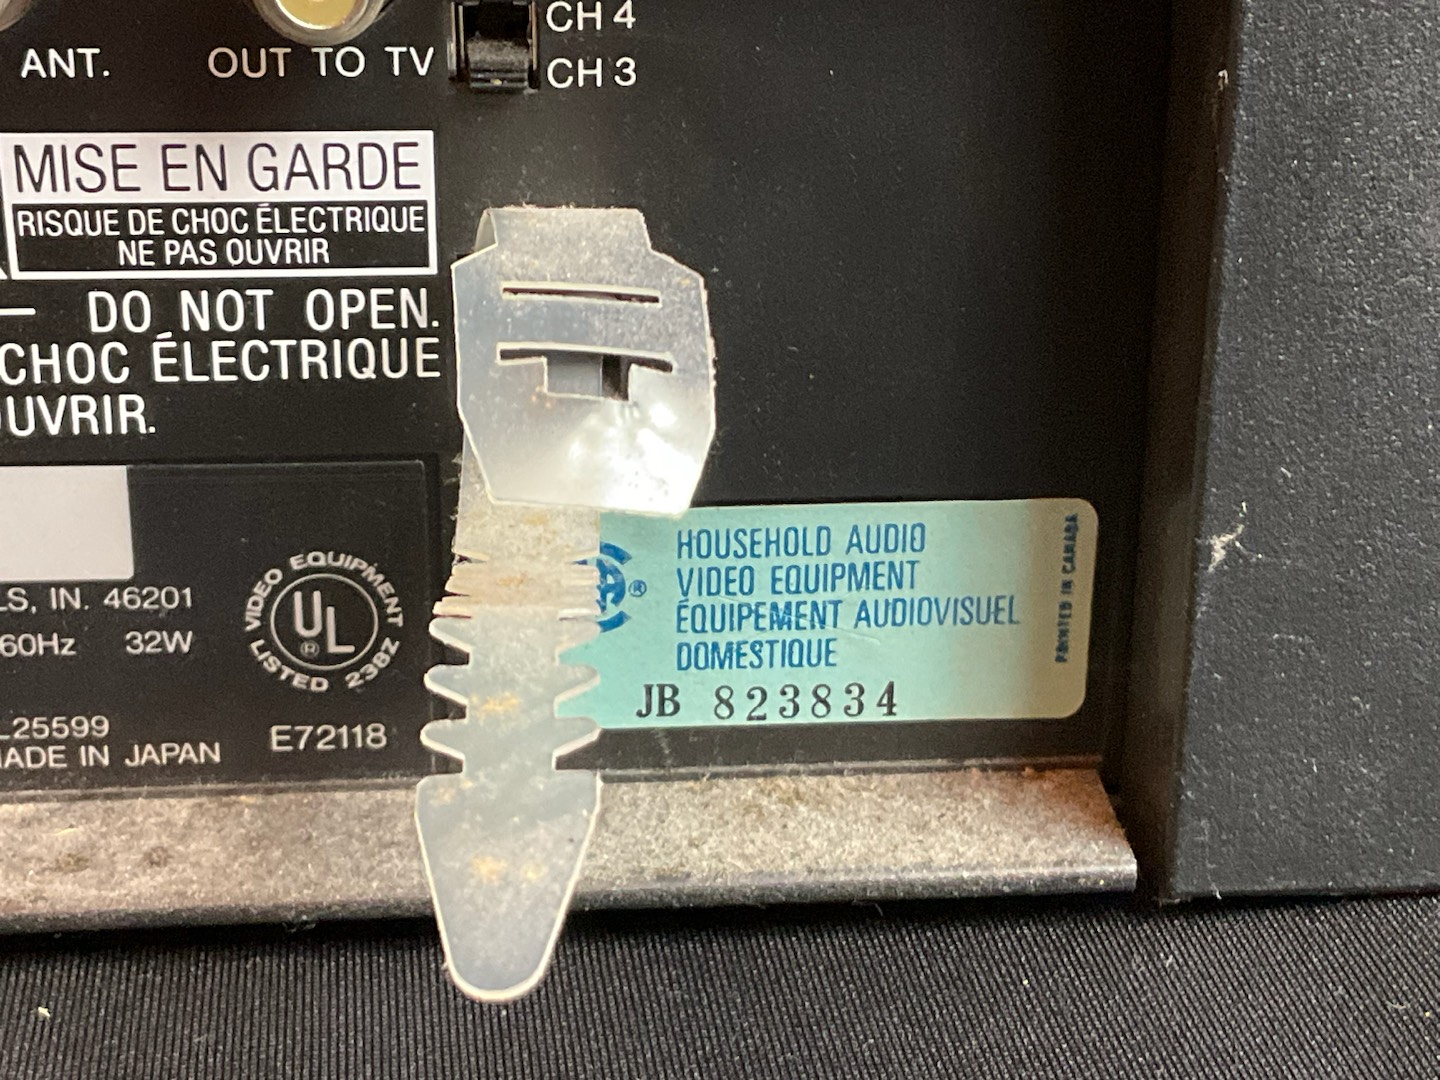 CH 4
ANT. OUT TO TV
CH 3
MISE EN GARDE
RISQUE DE CHOC ÉLECTRIQUE
NE PAS OUVRIR
— DO NOT OPEN.
CHOC ÉLECTRIQUE
OUVRIR.
LS, IN. 46201
60Hz 32W
VIDEO EQUIPMENT
UL®
LISTED 238Z
L25599
MADE IN JAPAN
E72118
®
HOUSEHOLD AUDIO
VIDEO EQUIPMENT
ÉQUIPEMENT AUDIOVISUEL
DOMESTIQUE
JB 823834
PRINTED IN CANADA